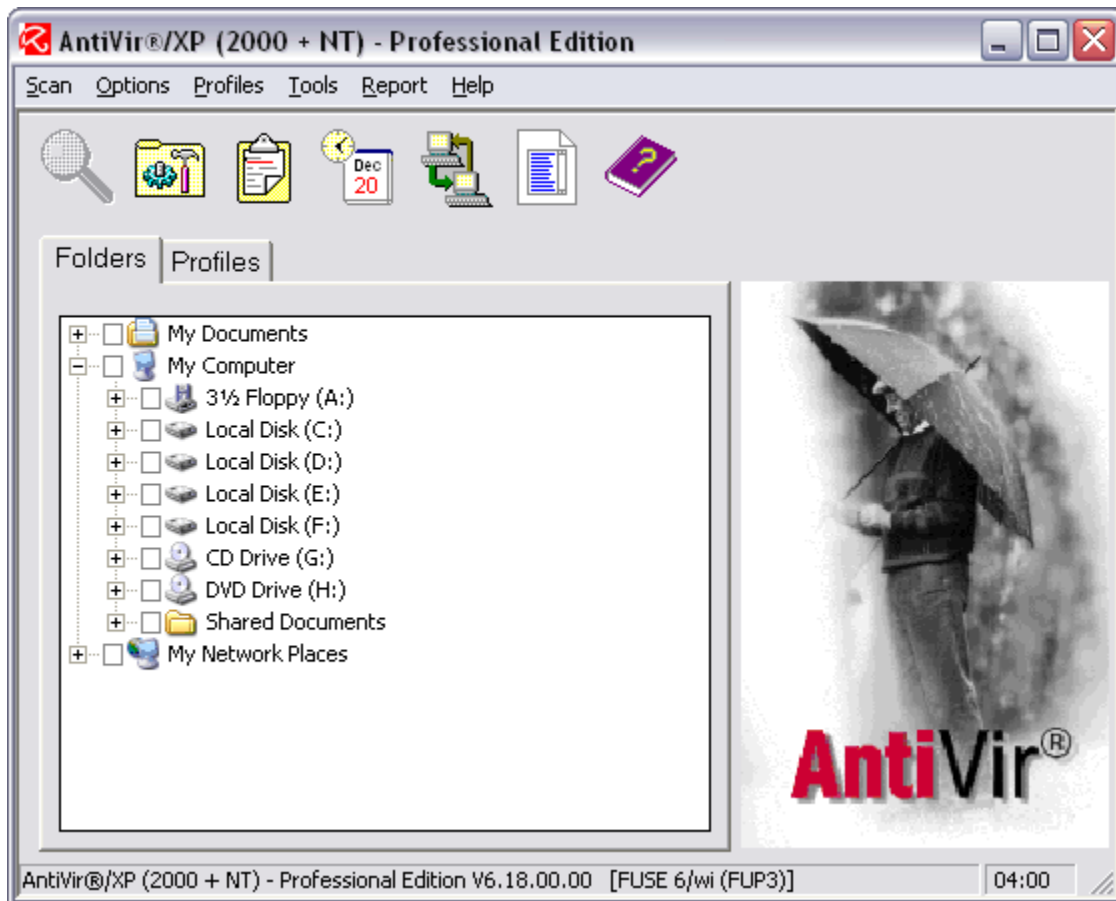 AntiVir®/XP (2000 + NT) - Professional Edition
Scan Options Profiles Tools Report Help
Dec
20
?
Folders Profiles
My Documents
My Computer
3½ Floppy (A:)
Local Disk (C:)
Local Disk (D:)
Local Disk (E:)
Local Disk (F:)
CD Drive (G:)
DVD Drive (H:)
Shared Documents
My Network Places
AntiVir®
AntiVir®/XP (2000 + NT) - Professional Edition V6.18.00.00 [FUSE 6/wi (FUP3)] 04:00